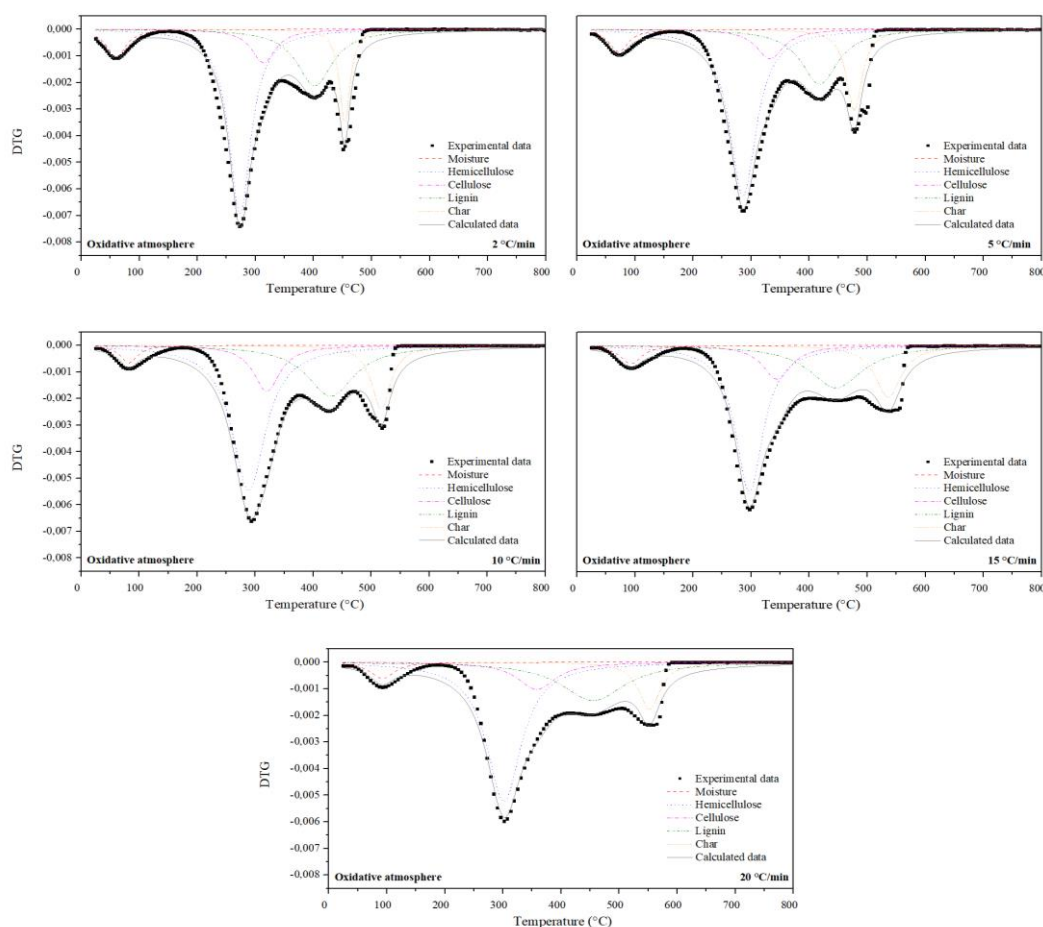 0,000
-0,001
-0,002
-0,003
-0,004
-0,005
-0,006
-0,007
-0,008
DTG
Experimental data
Moisture
Hemicellulose
Cellulose
Lignin
Char
Calculated data
Oxidative atmosphere
2 °C/min
0 100 200 300 400 500 600 700 800
Temperature (°C)
Experimental data
Moisture
Hemicellulose
Cellulose
Lignin
Char
Calculated data
Oxidative atmosphere
5 °C/min
0 100 200 300 400 500 600 700 800
Temperature (°C)
0,000
-0,001
-0,002
-0,003
-0,004
-0,005
-0,006
-0,007
-0,008
DTG
Experimental data
Moisture
Hemicellulose
Cellulose
Lignin
Char
Calculated data
Oxidative atmosphere
10 °C/min
0 100 200 300 400 500 600 700 800
Temperature (°C)
Experimental data
Moisture
Hemicellulose
Cellulose
Lignin
Char
Calculated data
Oxidative atmosphere
15 °C/min
0 100 200 300 400 500 600 700 800
Temperature (°C)
0,000
-0,001
-0,002
-0,003
-0,004
-0,005
-0,006
-0,007
-0,008
DTG
Experimental data
Moisture
Hemicellulose
Cellulose
Lignin
Char
Calculated data
Oxidative atmosphere
20 °C/min
0 100 200 300 400 500 600 700 800
Temperature (°C)